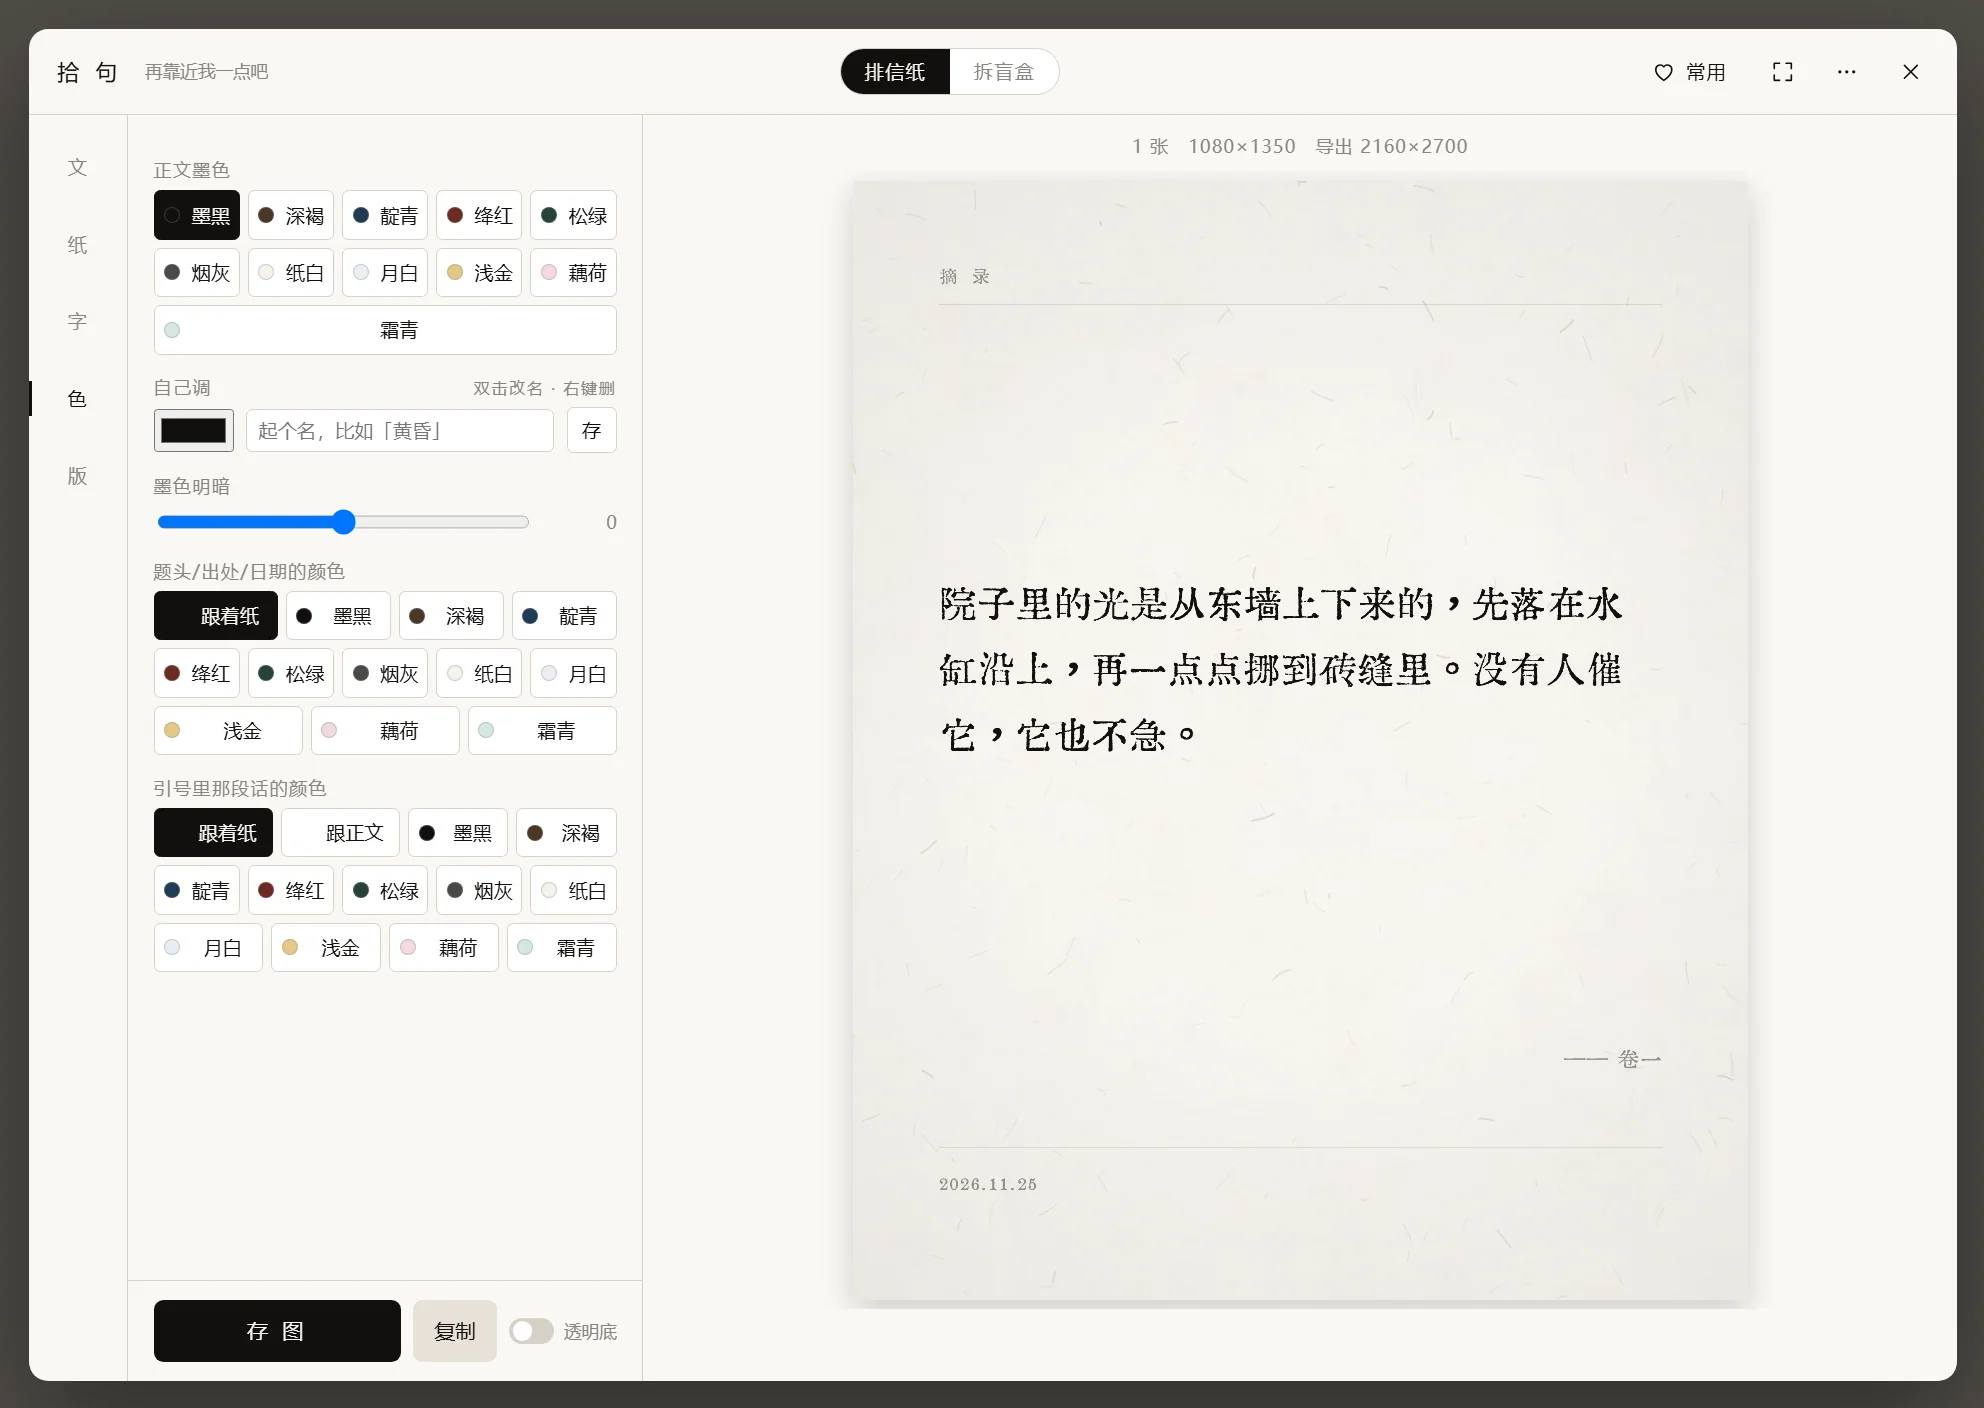 拾 句 再靠近我一点吧
排信纸 拆盲盒
常用
文
纸
字
色
版
正文墨色
墨黑 深褐 靛青 绛红 松绿
烟灰 纸白 月白 浅金 藕荷
霜青
自己调 双击改名 · 右键删
起个名，比如「黄昏」 存
墨色明暗
0
题头/出处/日期的颜色
跟着纸 墨黑 深褐 靛青
绛红 松绿 烟灰 纸白 月白
浅金 藕荷 霜青
引号里那段话的颜色
跟着纸 跟正文 墨黑 深褐
靛青 绛红 松绿 烟灰 纸白
月白 浅金 藕荷 霜青
存 图 复制 透明底
1 张 1080×1350 导出 2160×2700
摘 录
院子里的光是从东墙上下来的，先落在水
缸沿上，再一点点挪到砖缝里。没有人催
它，它也不急。
—— 卷一
2026.11.25